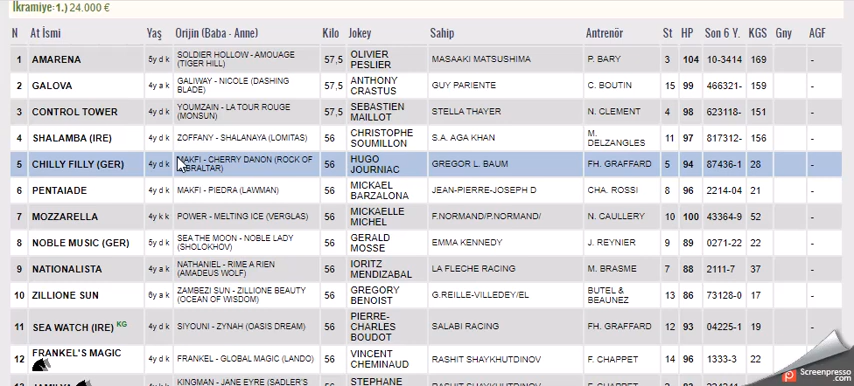 İkramiye: 1.) 24.000 €
N At İsmi Yaş Orijin (Baba - Anne) Kilo Jokey Sahip Antrenör St HP Son 6 Y. KGS Gny AGF
1 AMARENA 5y d k SOLDIER HOLLOW - AMOUAGE (TIGER HILL) 57,5 OLIVIER PESLIER MASAAKI MATSUSHIMA P. BARY 3 104 10-3414 169 -
2 GALOVA 4y a k GALIWAY - NICOLE (DASHING BLADE) 57,5 ANTHONY CRASTUS GUY PARIENTE C. BOUTIN 15 99 466321- 159 -
3 CONTROL TOWER 4y d k YOUMZAIN - LA TOUR ROUGE (MONSUN) 57,5 SEBASTIEN MAILLOT STELLA THAYER N. CLEMENT 4 98 623118- 151 -
4 SHALAMBA (IRE) 4y d k ZOFFANY - SHALANAYA (LOMITAS) 56 CHRISTOPHE SOUMILLON S.A. AGA KHAN M. DELZANGLES 11 97 817312- 156 -
5 CHILLY FILLY (GER) 4y d k MAKFI - CHERRY DANON (ROCK OF GIBRALTAR) 56 HUGO JOURNIAC GREGOR L. BAUM FH. GRAFFARD 5 94 87436-1 28 -
6 PENTAIADE 4y d k MAKFI - PIEDRA (LAWMAN) 56 MICKAEL BARZALONA JEAN-PIERRE-JOSEPH D CHA. ROSSI 8 96 2214-04 21 -
7 MOZZARELLA 4y k k POWER - MELTING ICE (VERGLAS) 56 MICKAELLE MICHEL F.NORMAND/P.NORMAND/ N. CAULLERY 10 100 43364-9 52 -
8 NOBLE MUSIC (GER) 5y d k SEA THE MOON - NOBLE LADY (SHOLOKHOV) 56 GERALD MOSSE EMMA KENNEDY J. REYNIER 9 89 0271-22 22 -
9 NATIONALISTA 4y a k NATHANIEL - RIME A RIEN (AMADEUS WOLF) 56 IORITZ MENDIZABAL LA FLECHE RACING M. BRASME 7 88 2111-7 37 -
10 ZILLIONE SUN 6y a k ZAMBEZI SUN - ZILLIONE BEAUTY (OCEAN OF WISDOM) 56 GREGORY BENOIST G.REILLE-VILLEDEY/EL BUTEL & BEAUNEZ 13 86 73128-0 17 -
11 SEA WATCH (IRE) KG 4y d k SIYOUNI - ZYNAH (OASIS DREAM) 56 PIERRE-CHARLES BOUDOT SALABI RACING FH. GRAFFARD 12 93 04225-1 19 -
12 FRANKEL'S MAGIC 4y d k FRANKEL - GLOBAL MAGIC (LANDO) 56 VINCENT CHEMINAUD RASHIT SHAYKHUTDINOV F. CHAPPET 14 96 1333-3 22
KINGMAN - JANE EYRE (SADLER'S STEPHANE
Screenpresso
.com